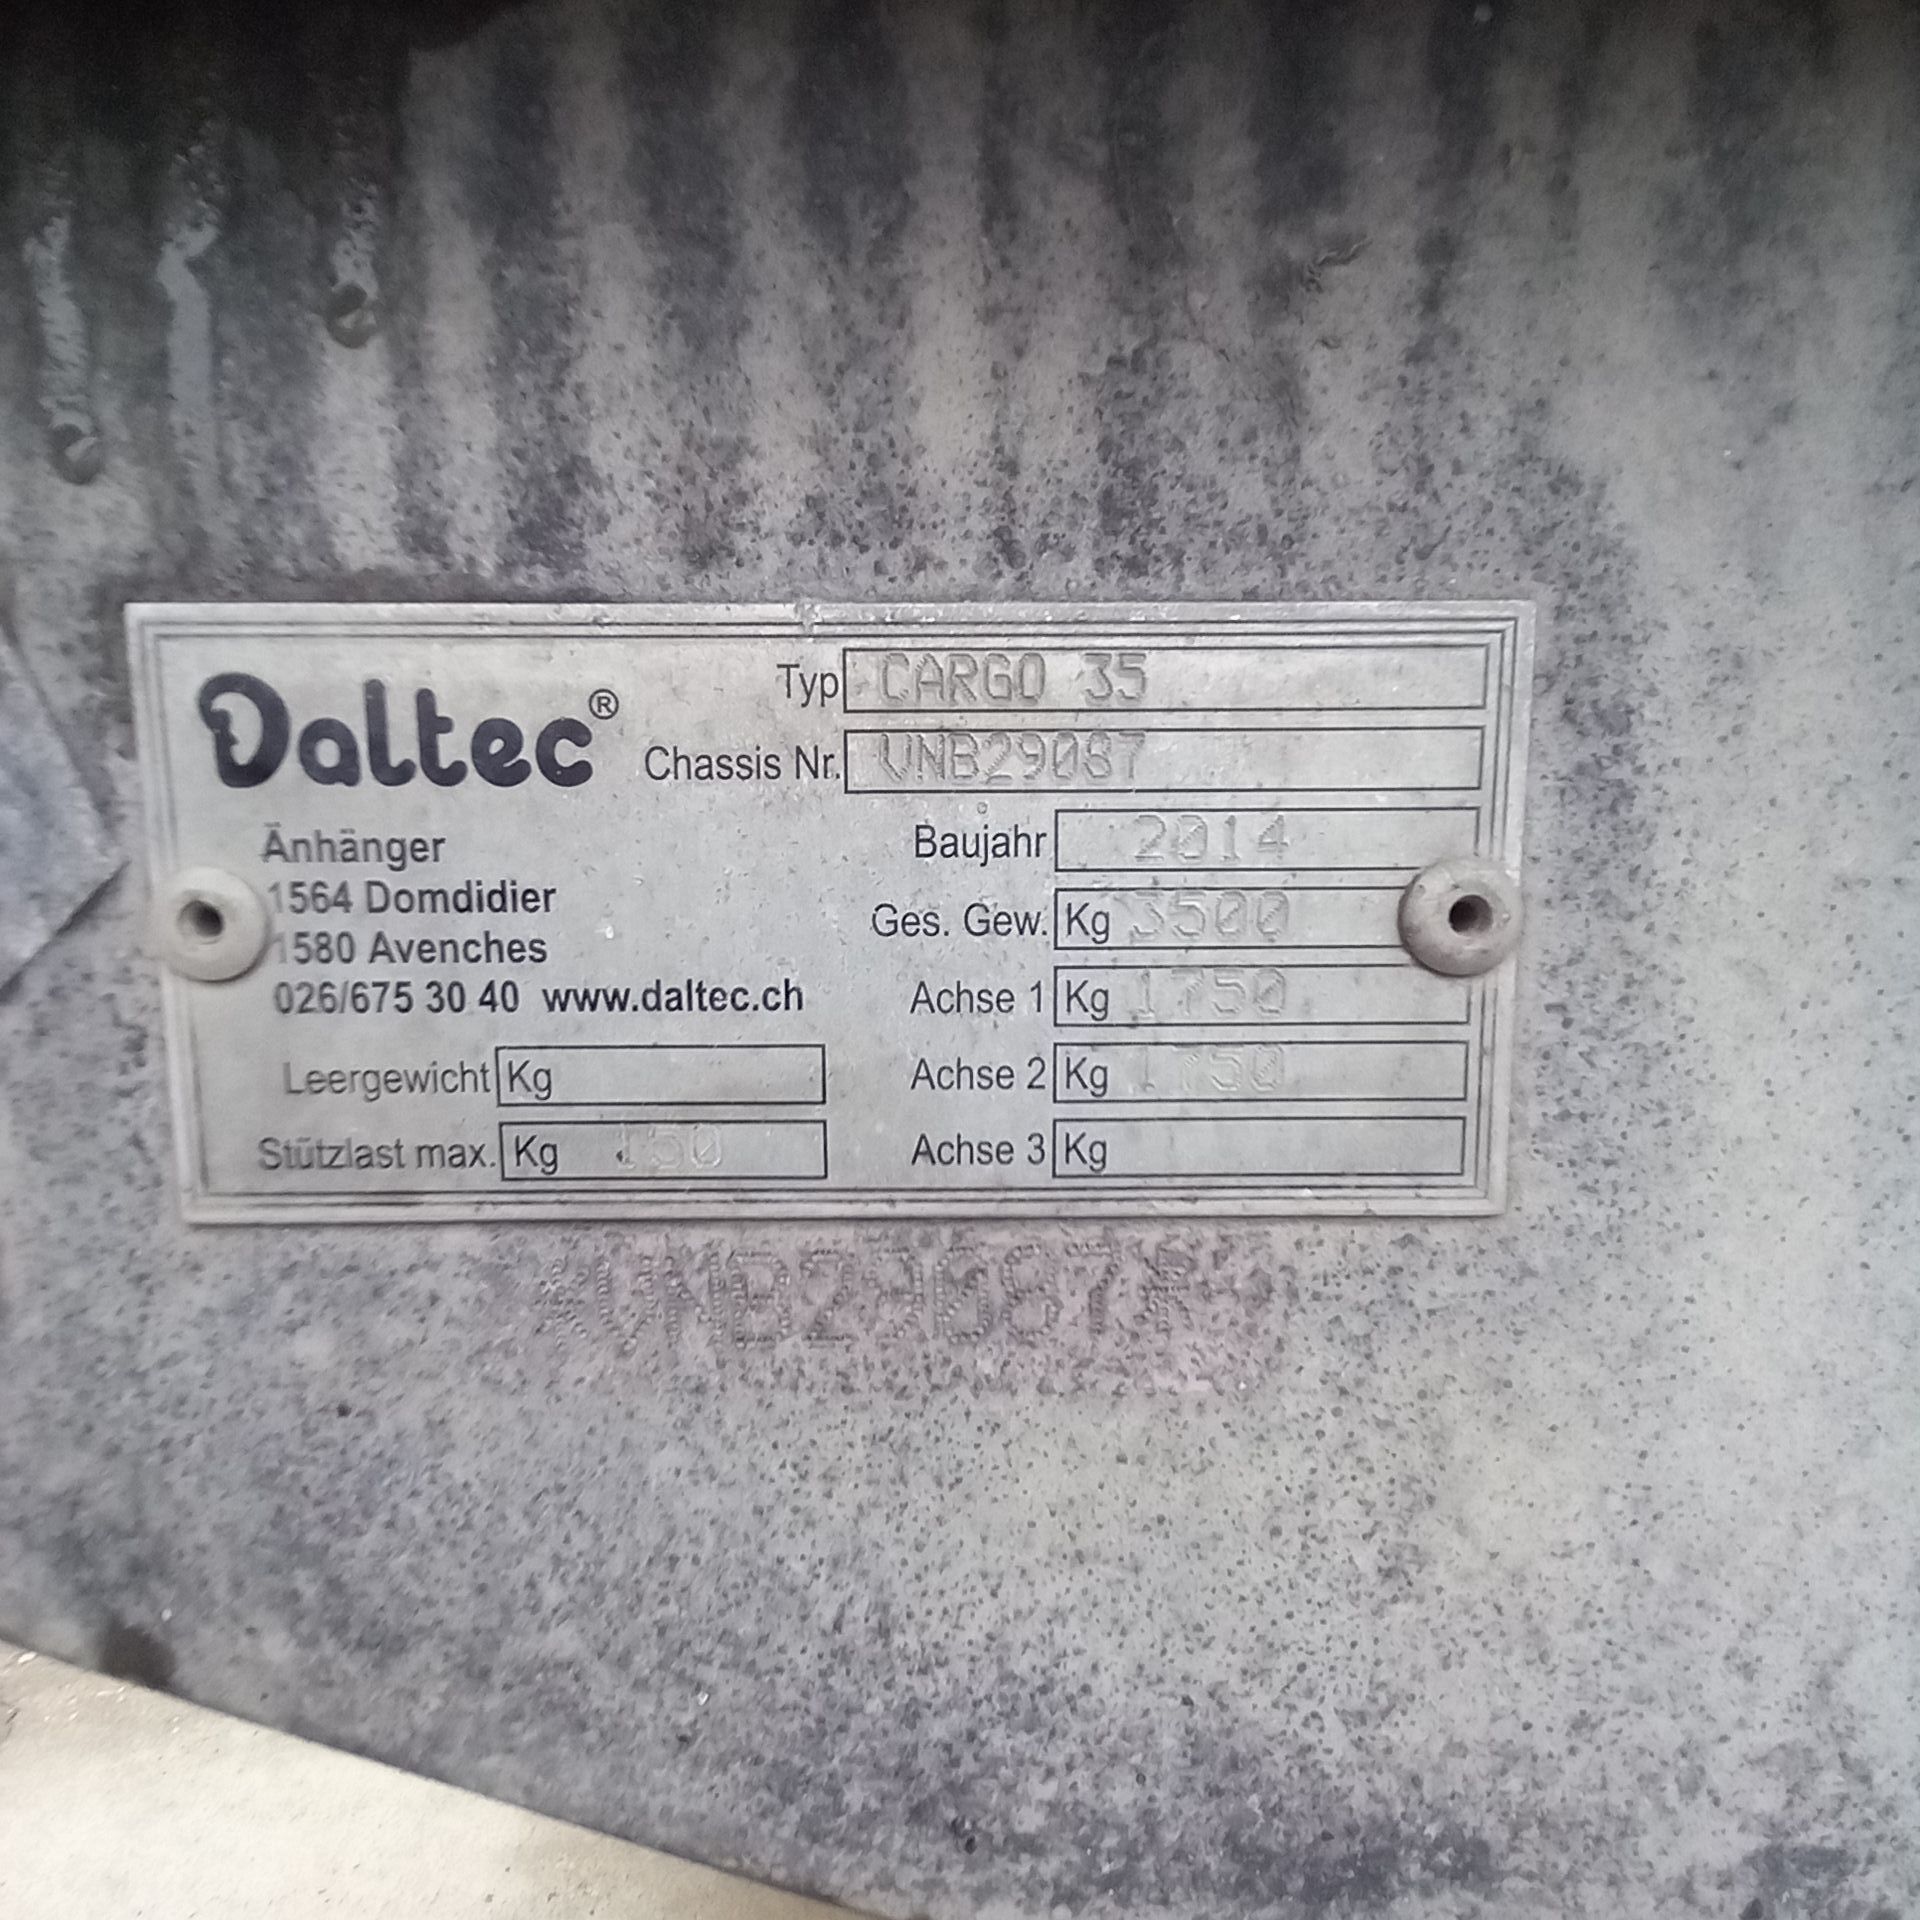 Daltec®
Typ CARGO 35
Chassis Nr. VNB29087
Änhänger
1564 Domdidier
1580 Avenches
026/675 30 40 www.daltec.ch
Baujahr 2014
Ges. Gew. Kg 3500
Achse 1 Kg 1750
Achse 2 Kg 1750
Achse 3 Kg
Leergewicht Kg
Stützlast max. Kg 150
*VNB29087*